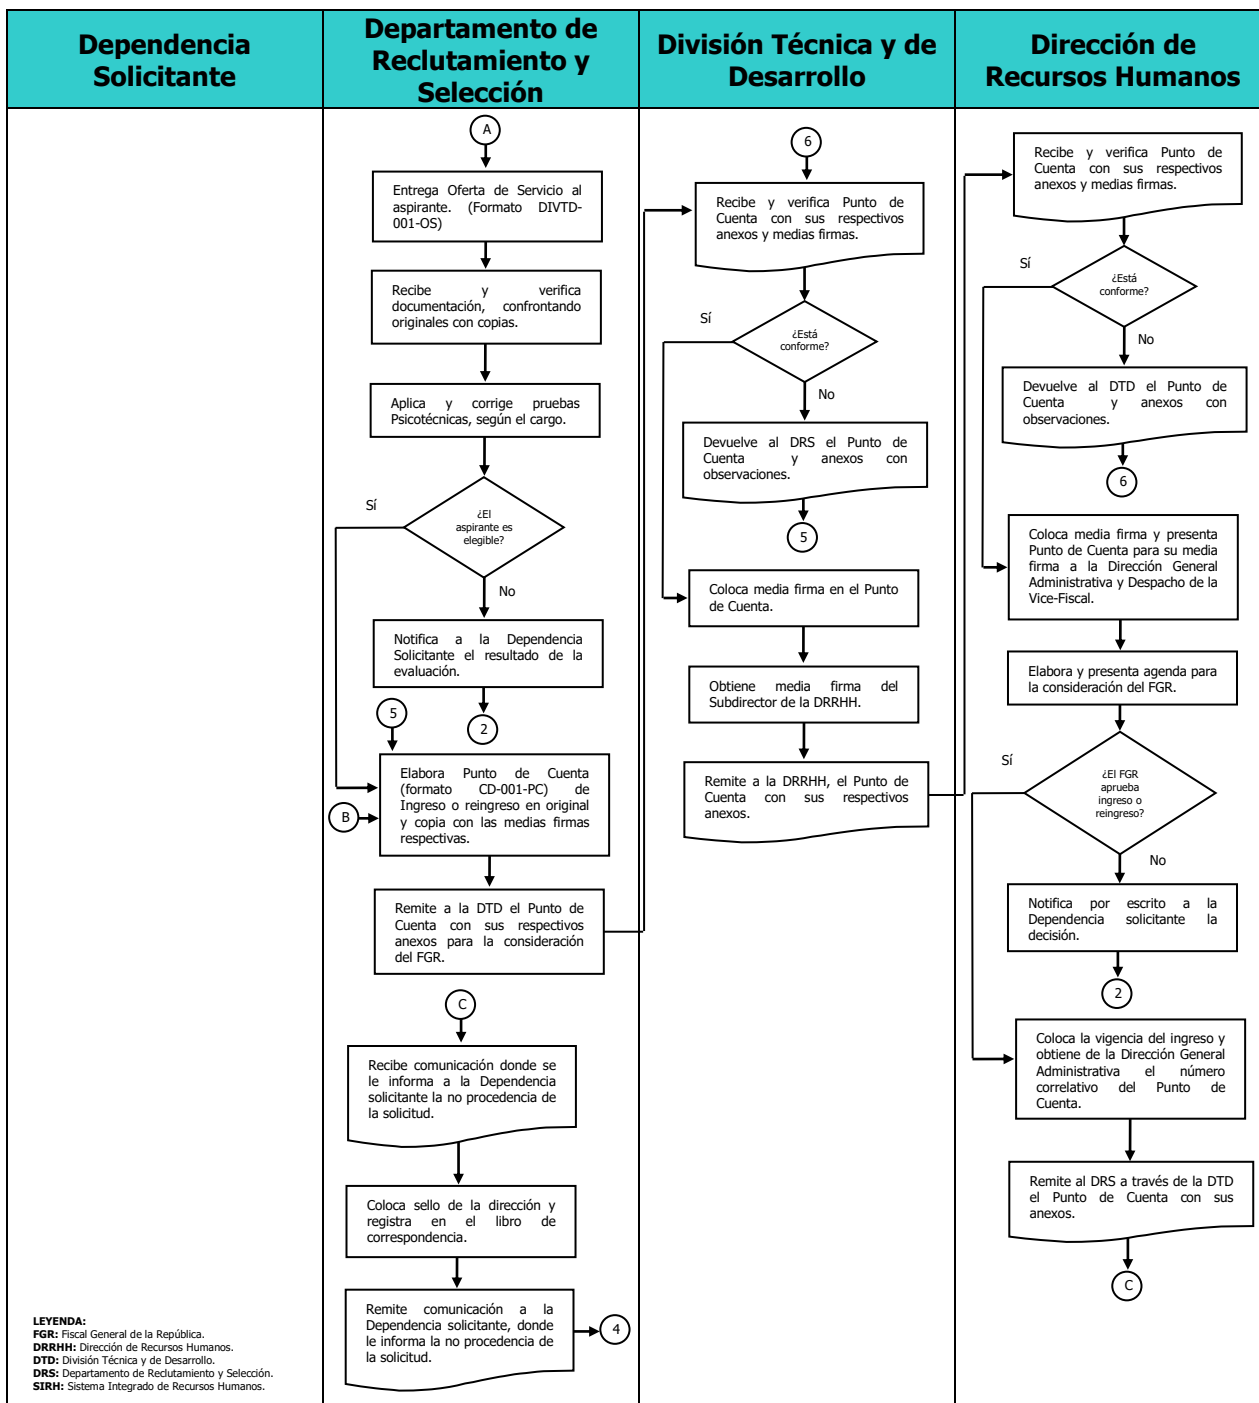 Dependencia
Solicitante
Departamento de
Reclutamiento y
Selección
División Técnica y de
Desarrollo
Dirección de
Recursos Humanos
A
Entrega Oferta de Servicio al
aspirante. (Formato DIVTD-
001-OS)
Recibe y verifica
documentación, confrontando
originales con copias.
Aplica y corrige pruebas
Psicotécnicas, según el cargo.
Sí
¿El
aspirante es
elegible?
No
Notifica a la Dependencia
Solicitante el resultado de la
evaluación.
5
2
Elabora Punto de Cuenta
(formato CD-001-PC) de
Ingreso o reingreso en original
y copia con las medias firmas
respectivas.
B
Remite a la DTD el Punto de
Cuenta con sus respectivos
anexos para la consideración
del FGR.
C
Recibe comunicación donde se
le informa a la Dependencia
solicitante la no procedencia de
la solicitud.
Coloca sello de la dirección y
registra en el libro de
correspondencia.
Remite comunicación a la
Dependencia solicitante, donde
le informa la no procedencia de
la solicitud.
4
6
Recibe y verifica Punto de
Cuenta con sus respectivos
anexos y medias firmas.
Sí
¿Está
conforme?
No
Devuelve al DRS el Punto de
Cuenta y anexos con
observaciones.
5
Coloca media firma en el Punto
de Cuenta.
Obtiene media firma del
Subdirector de la DRRHH.
Remite a la DRRHH, el Punto de
Cuenta con sus respectivos
anexos.
Recibe y verifica Punto de
Cuenta con sus respectivos
anexos y medias firmas.
Sí
¿Está
conforme?
No
Devuelve al DTD el Punto de
Cuenta y anexos con
observaciones.
6
Coloca media firma y presenta
Punto de Cuenta para su media
firma a la Dirección General
Administrativa y Despacho de la
Vice-Fiscal.
Elabora y presenta agenda para
la consideración del FGR.
Sí
¿El FGR
aprueba
ingreso o
reingreso?
No
Notifica por escrito a la
Dependencia solicitante la
decisión.
2
Coloca la vigencia del ingreso y
obtiene de la Dirección General
Administrativa el número
correlativo del Punto de
Cuenta.
Remite al DRS a través de la DTD
el Punto de Cuenta con sus
anexos.
C
LEYENDA:
FGR: Fiscal General de la República.
DRRHH: Dirección de Recursos Humanos.
DTD: División Técnica y de Desarrollo.
DRS: Departamento de Reclutamiento y Selección.
SIRH: Sistema Integrado de Recursos Humanos.